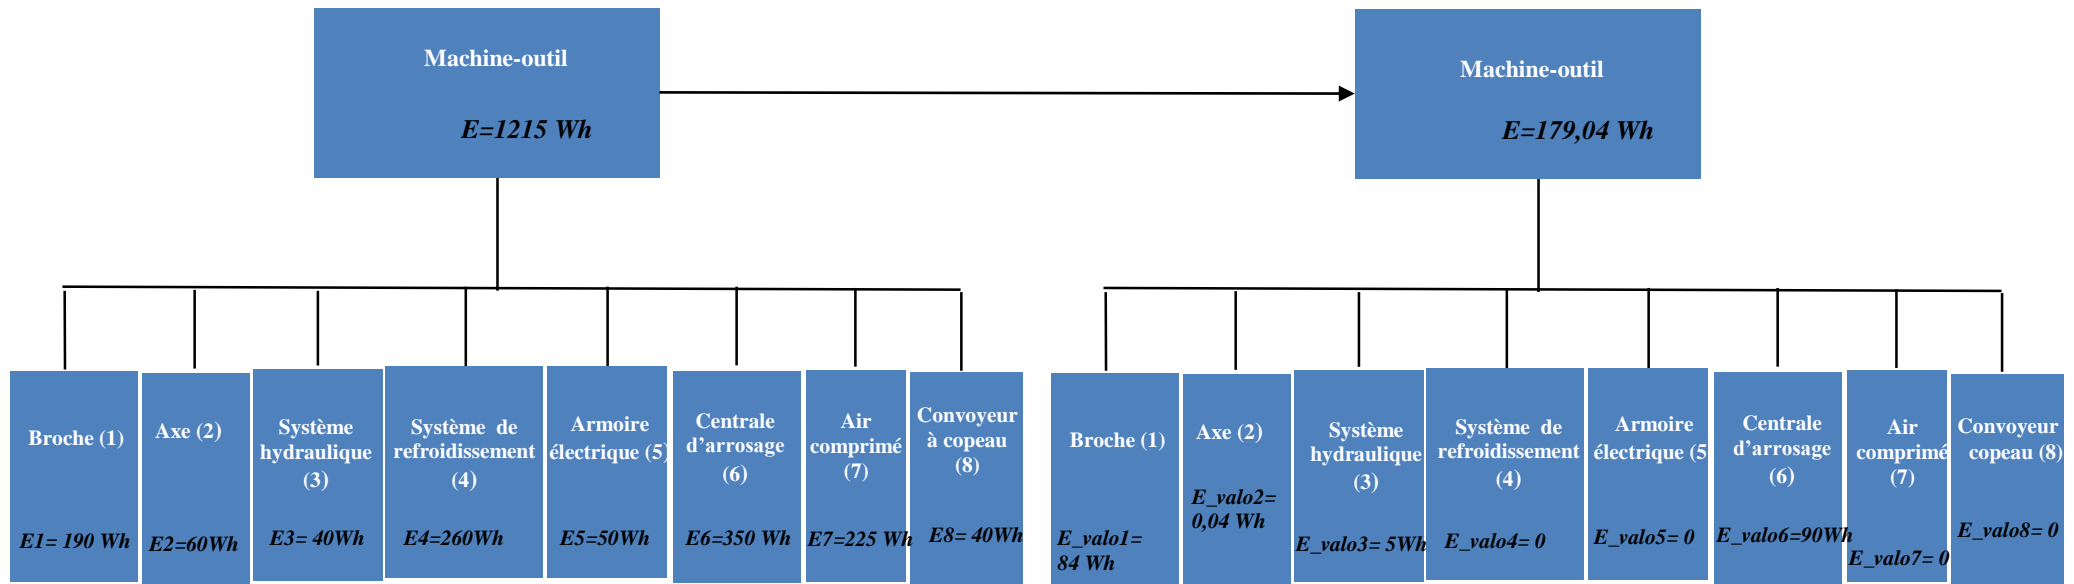 Machine-outil
E=1215 Wh
Machine-outil
E=179,04 Wh
Broche (1)
E1= 190 Wh
Axe (2)
E2=60Wh
Système
hydraulique
(3)
E3= 40Wh
Système de
refroidissement
(4)
E4=260Wh
Armoire
électrique (5)
E5=50Wh
Centrale
d’arrosage
(6)
E6=350 Wh
Air
comprimé
(7)
E7=225 Wh
Convoyeur
à copeau
(8)
E8= 40Wh
Broche (1)
E_valo1=
84 Wh
Axe (2)
E_valo2=
0,04 Wh
Système
hydraulique
(3)
E_valo3= 5Wh
Système de
refroidissement
(4)
E_valo4= 0
Armoire
électrique (5
E_valo5= 0
Centrale
d’arrosage
(6)
E_valo6=90Wh
Air
comprimé
(7)
E_valo7= 0
Convoyeur
copeau (8)
E_valo8= 0